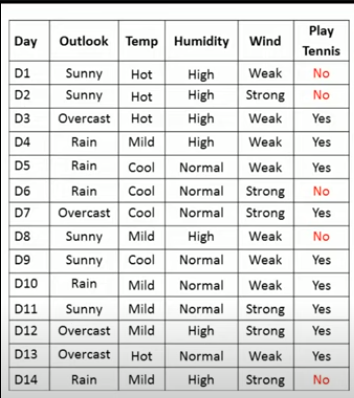 Day Outlook Temp Humidity Wind Play Tennis
D1 Sunny Hot High Weak No
D2 Sunny Hot High Strong No
D3 Overcast Hot High Weak Yes
D4 Rain Mild High Weak Yes
D5 Rain Cool Normal Weak Yes
D6 Rain Cool Normal Strong No
D7 Overcast Cool Normal Strong Yes
D8 Sunny Mild High Weak No
D9 Sunny Cool Normal Weak Yes
D10 Rain Mild Normal Weak Yes
D11 Sunny Mild Normal Strong Yes
D12 Overcast Mild High Strong Yes
D13 Overcast Hot Normal Weak Yes
D14 Rain Mild High Strong No